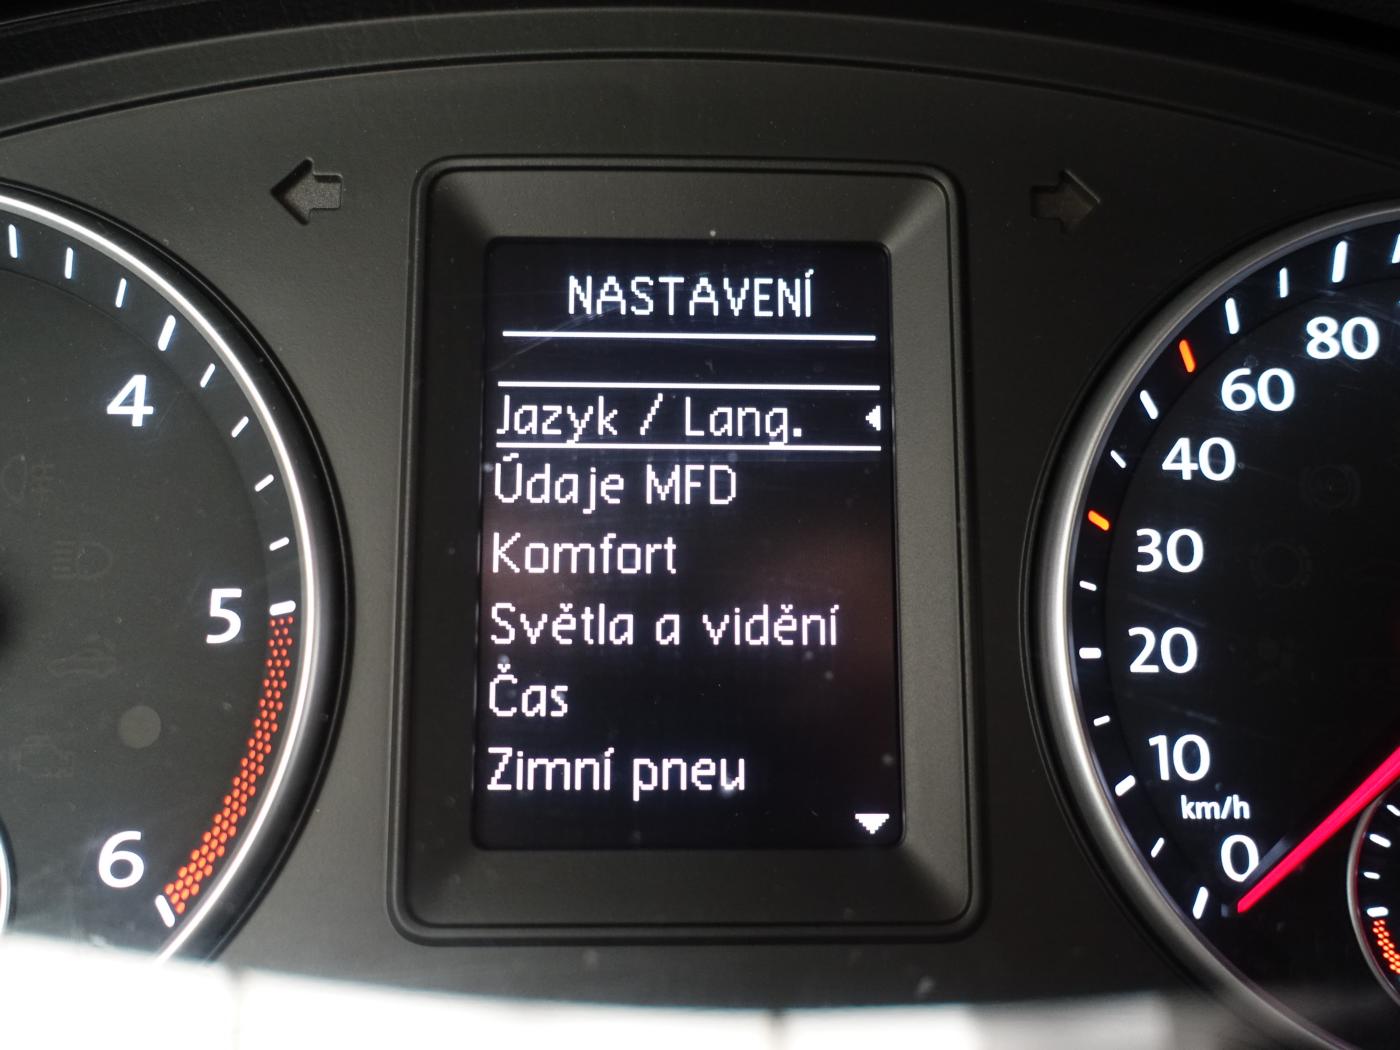 NASTAVENÍ
Jazyk / Lang.
Údaje MFD
Komfort
Světla a vidění
Čas
Zimní pneu
4
5
6
80
60
40
30
20
10
km/h
0